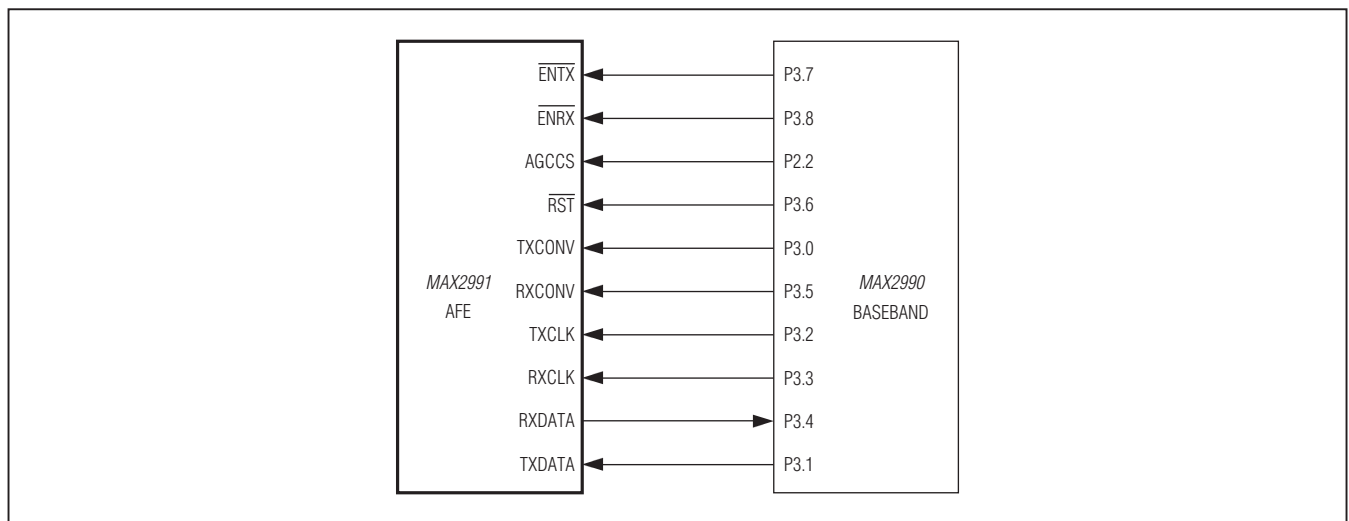 ENTX P3.7
ENRX P3.8
AGCCS P2.2
RST P3.6
TXCONV P3.0
MAX2991 AFE
RXCONV P3.5
MAX2990 BASEBAND
TXCLK P3.2
RXCLK P3.3
RXDATA P3.4
TXDATA P3.1